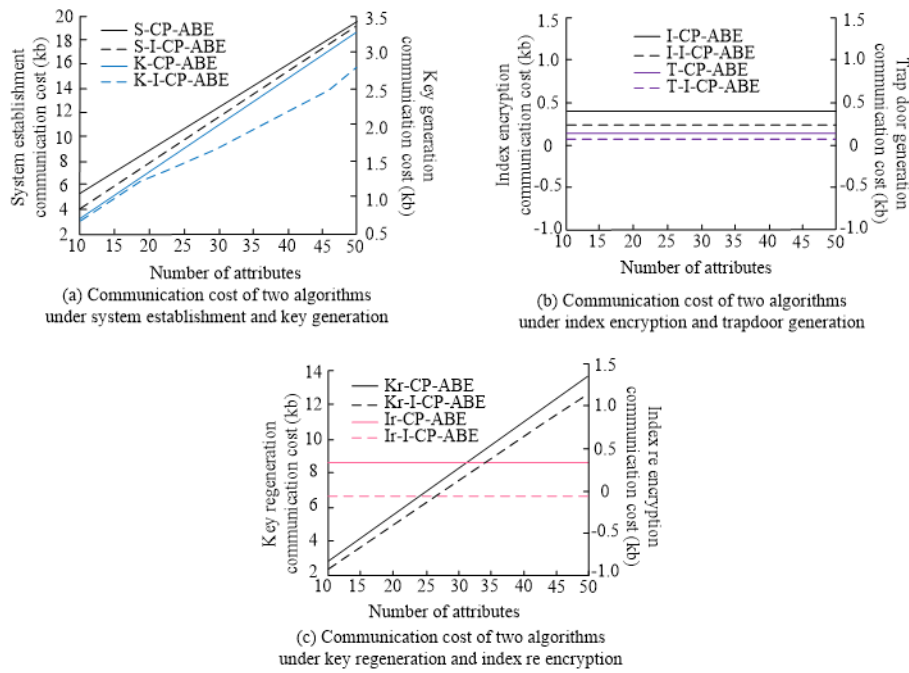 20
18
16
14
12
10
8
6
4
2
System establishment
communication cost (kb)
S-CP-ABE
S-I-CP-ABE
K-CP-ABE
K-I-CP-ABE
3.5
3.0
2.5
2.0
1.5
1.0
0.5
Key generation
communication cost (kb)
10 15 20 25 30 35 40 45 50
Number of attributes
(a) Communication cost of two algorithms
under system establishment and key generation
1.5
1.0
0.5
0
-0.5
-1.0
Index encryption
communication cost (kb)
I-CP-ABE
I-I-CP-ABE
T-CP-ABE
T-I-CP-ABE
1.5
1.0
0.5
0
-0.5
-1.0
Trap door generation
communication cost (kb)
10 15 20 25 30 35 40 45 50
Number of attributes
(b) Communication cost of two algorithms
under index encryption and trapdoor generation
14
12
10
8
6
4
2
Key regeneration
communication cost (kb)
Kr-CP-ABE
Kr-I-CP-ABE
Ir-CP-ABE
Ir-I-CP-ABE
1.5
1.0
0.5
0
-0.5
-1.0
Index re encryption
communication cost (kb)
10 15 20 25 30 35 40 45 50
Number of attributes
(c) Communication cost of two algorithms
under key regeneration and index re encryption